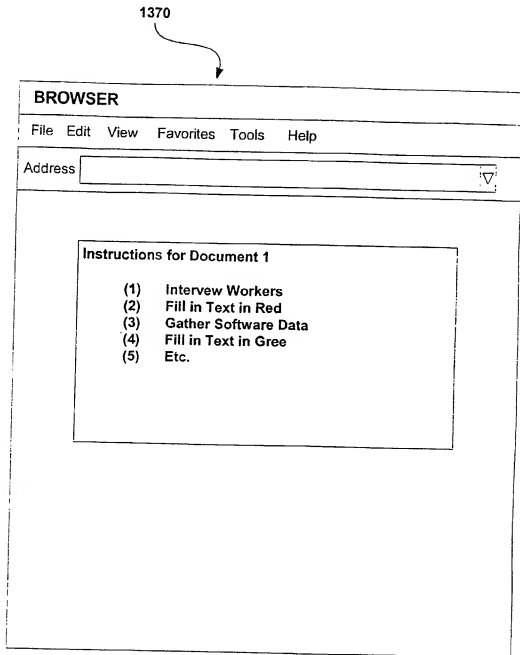 1370
BROWSER
File Edit View Favorites Tools Help
Address
Instructions for Document 1
(1) Intervew Workers
(2) Fill in Text in Red
(3) Gather Software Data
(4) Fill in Text in Gree
(5) Etc.